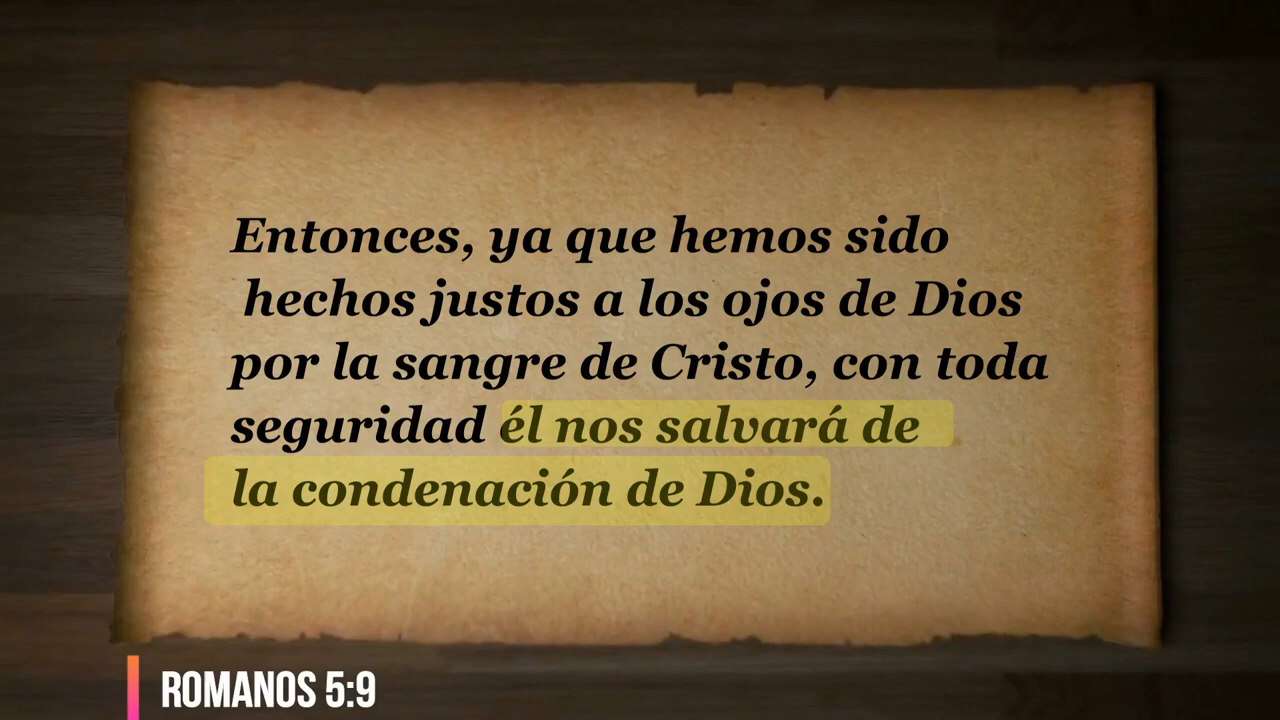 Entonces, ya que hemos sido
hechos justos a los ojos de Dios
por la sangre de Cristo, con toda
seguridad él nos salvará de
la condenación de Dios.
ROMANOS 5:9